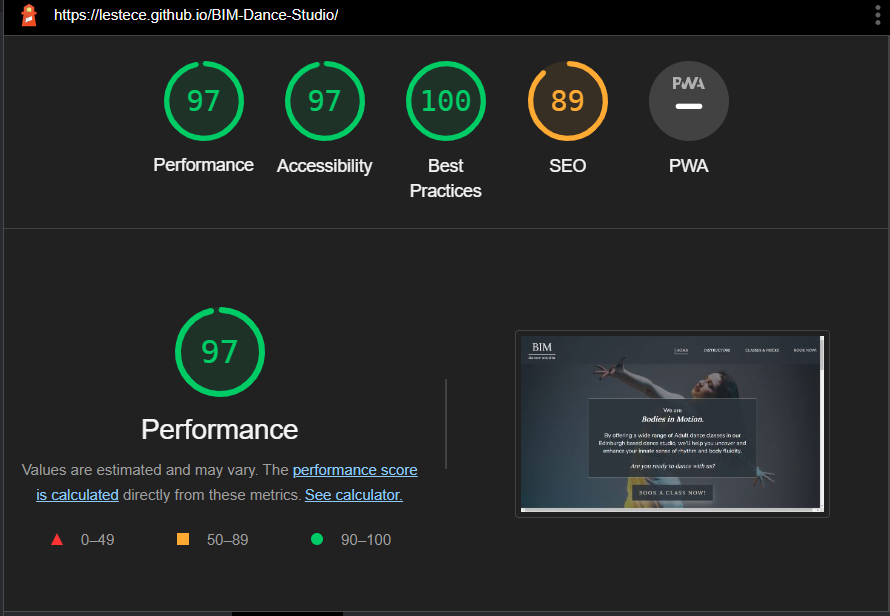 https://lestece.github.io/BIM-Dance-Studio/
97
97
100
89
PWA
Performance
Accessibility
Best
Practices
SEO
PWA
97
Performance
Values are estimated and may vary. The performance score
is calculated directly from these metrics. See calculator.
0–49
50–89
90–100
BIM
INSTRUCTORS
CLASSES & PRICES
BOOK NOW!
We are
Bodies in Motion.
By offering a wide range of Adult dance classes in our
Edinburgh based dance studio, we'll help you uncover and
enhance your innate sense of rhythm and body fluidity.
Are you ready to dance with us?
BOOK A CLASS NOW!